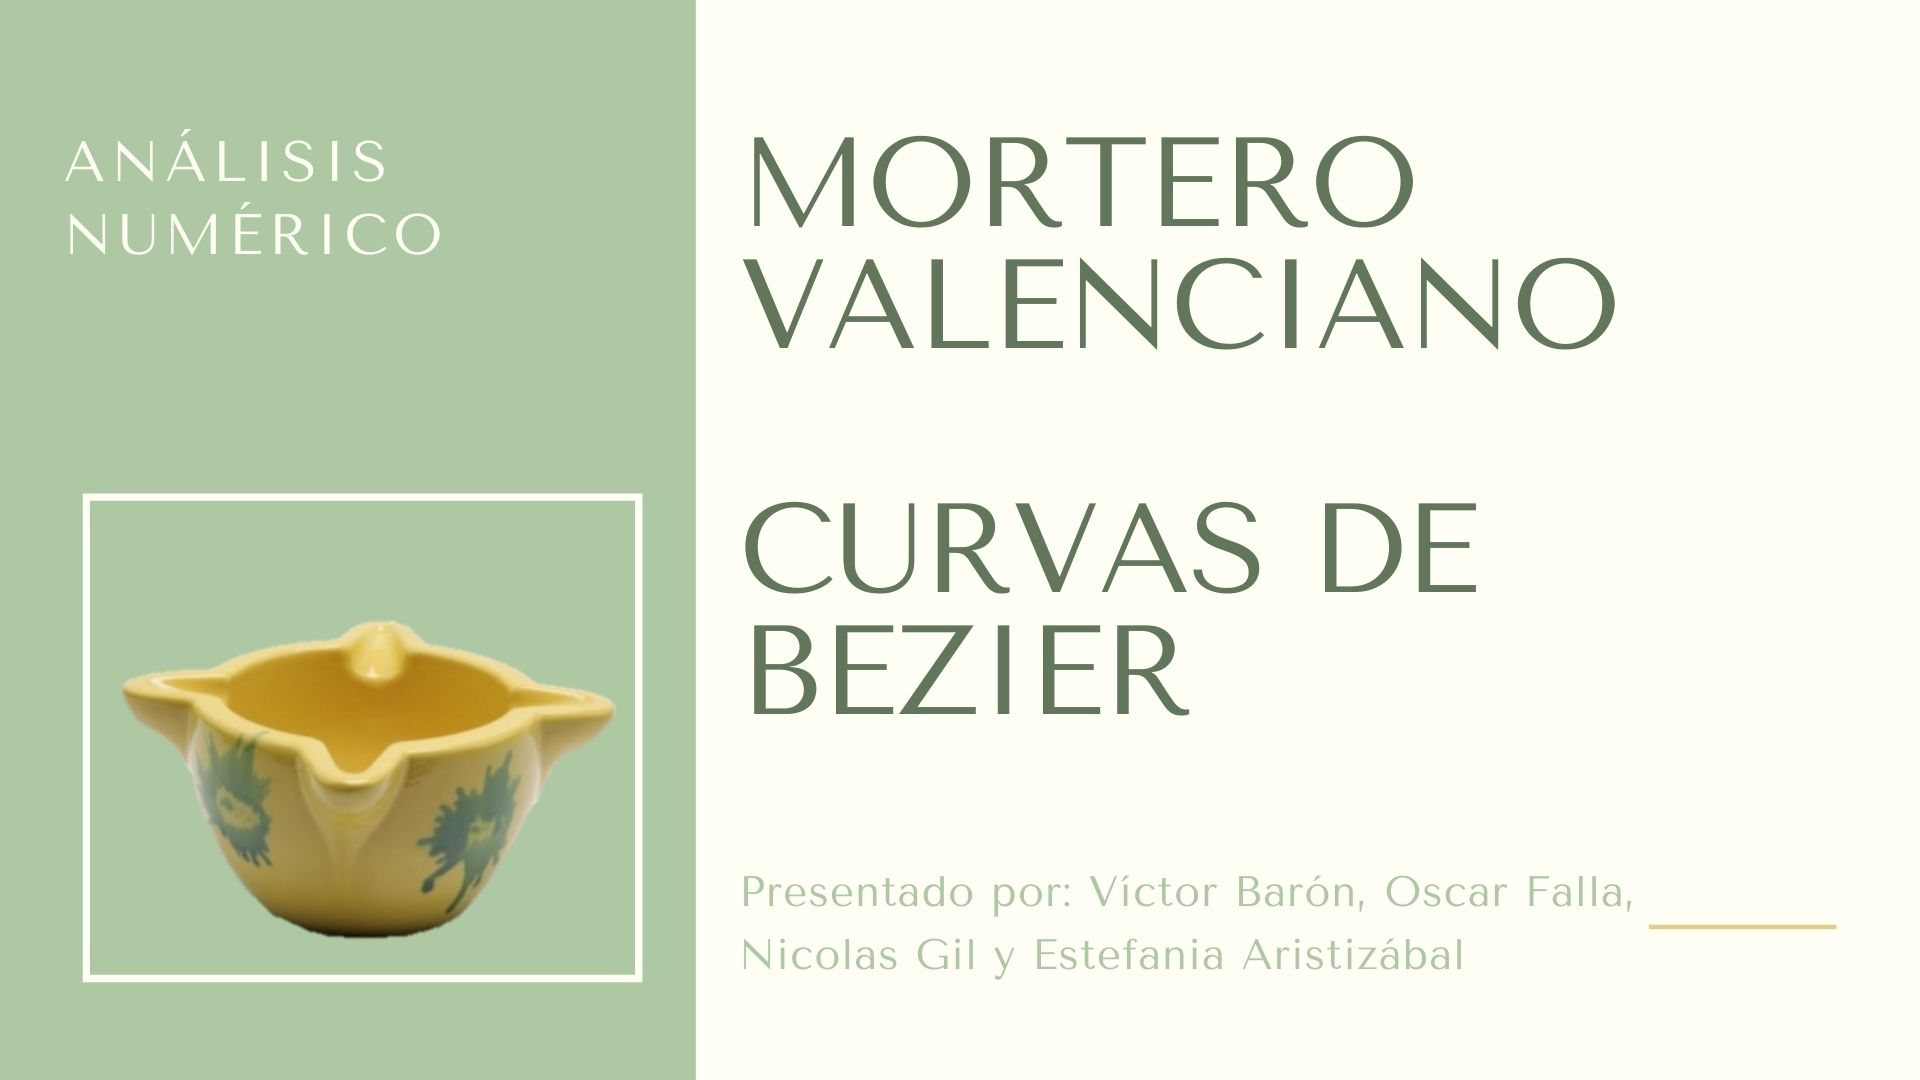 ANÁLISIS
NUMÉRICO
MORTERO
VALENCIANO
CURVAS DE
BEZIER
Presentado por: Víctor Barón, Oscar Falla,
Nicolas Gil y Estefania Aristizábal